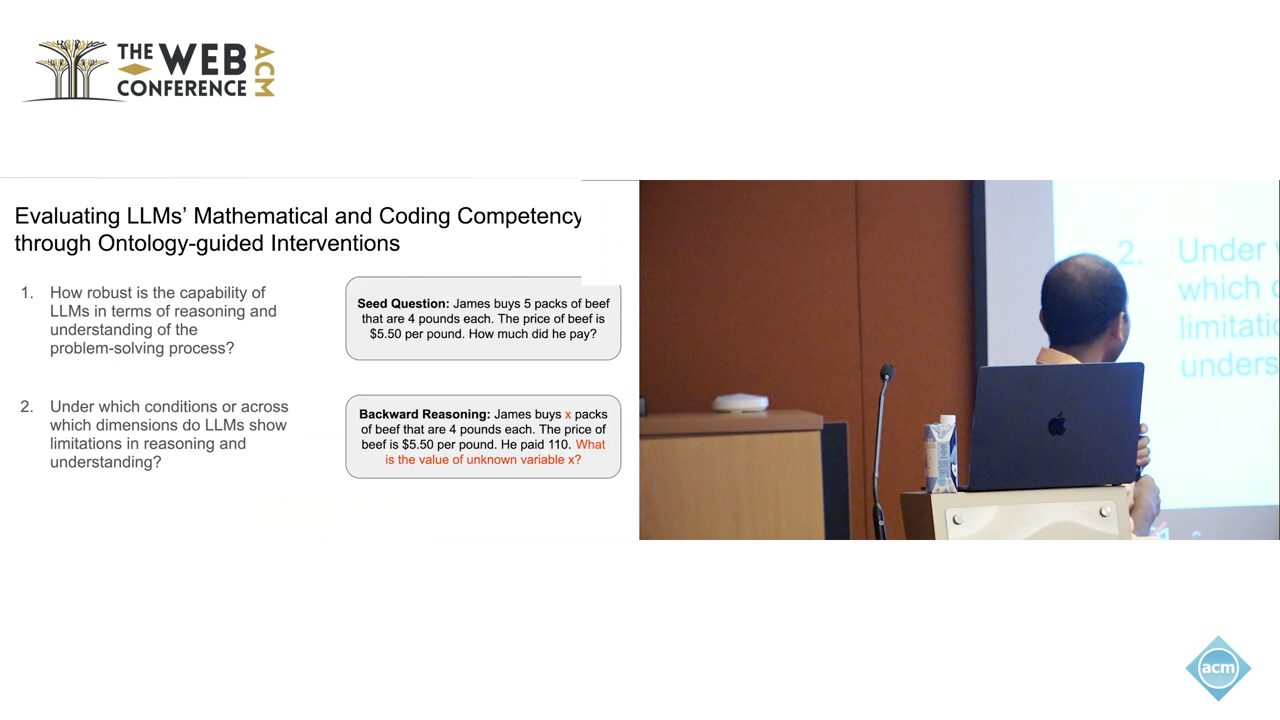 THE WEB
CONFERENCE
ACM
Evaluating LLMs’ Mathematical and Coding Competency
through Ontology-guided Interventions
1. How robust is the capability of
LLMs in terms of reasoning and
understanding of the
problem-solving process?
2. Under which conditions or across
which dimensions do LLMs show
limitations in reasoning and
understanding?
Seed Question: James buys 5 packs of beef
that are 4 pounds each. The price of beef is
$5.50 per pound. How much did he pay?
Backward Reasoning: James buys x packs
of beef that are 4 pounds each. The price of
beef is $5.50 per pound. He paid 110. What
is the value of unknown variable x?
2. Under
which
acm